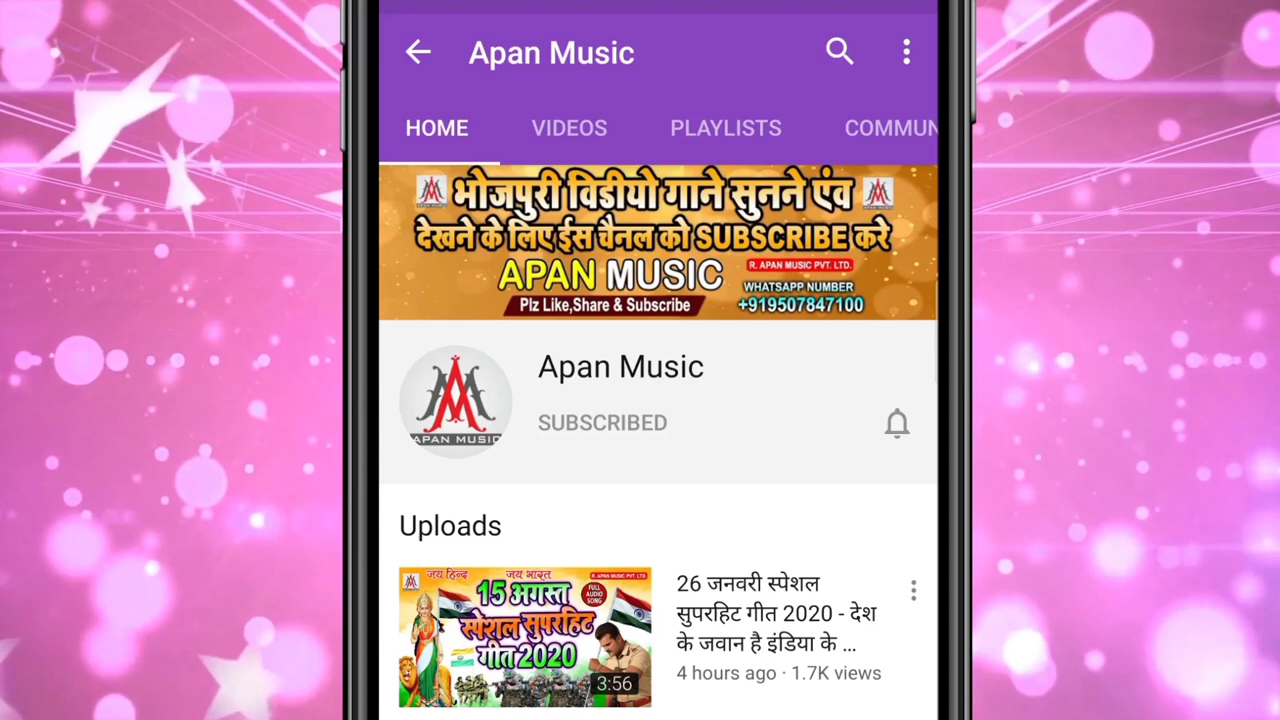 Apan Music
HOME VIDEOS PLAYLISTS COMMUN
भोजपुरी विडीयो गाने सुनने एंव
देखने के लिए ईस चैनल को SUBSCRIBE करे
APAN MUSIC
R. APAN MUSIC PVT. LTD.
WHATSAPP NUMBER
+919507847100
Plz Like,Share & Subscribe
Apan Music
SUBSCRIBED
APAN MUSIC
Uploads
जय हिन्द जय भारत
R. APAN MUSIC PVT. LTD
15 अगस्त
FULL
AUDIO
SONG
स्पेशल सुपरहिट
गीत 2020
3:56
26 जनवरी स्पेशल
सुपरहिट गीत 2020 - देश
के जवान है इंडिया के ...
4 hours ago · 1.7K views